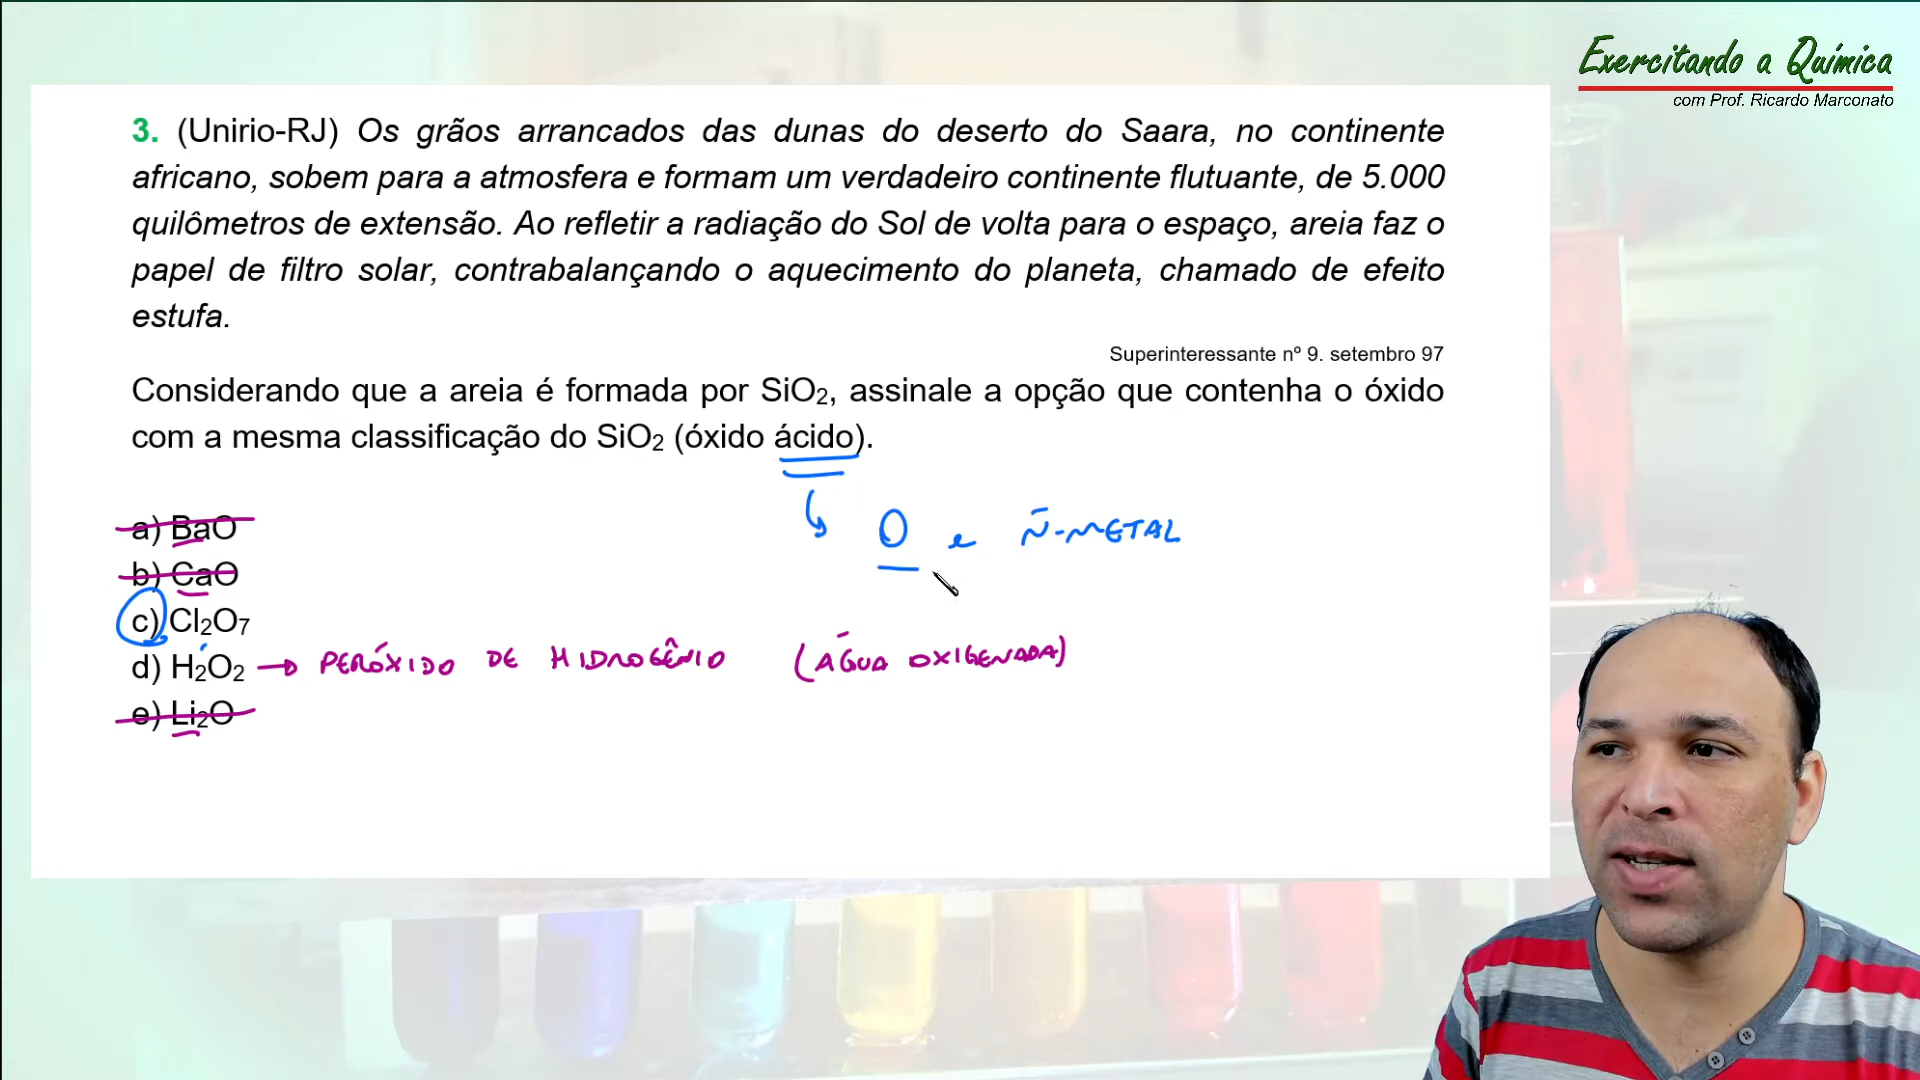 Exercitando a Química
com Prof. Ricardo Marconato
3. (Unirio-RJ) Os grãos arrancados das dunas do deserto do Saara, no continente
africano, sobem para a atmosfera e formam um verdadeiro continente flutuante, de 5.000
quilômetros de extensão. Ao refletir a radiação do Sol de volta para o espaço, areia faz o
papel de filtro solar, contrabalançando o aquecimento do planeta, chamado de efeito
estufa.
Superinteressante nº 9. setembro 97
Considerando que a areia é formada por SiO₂, assinale a opção que contenha o óxido
com a mesma classificação do SiO₂ (óxido ácido).
O e Ñ-METAL
a) BaO
b) CaO
c) Cl₂O₇
d) H₂O₂ → PERÓXIDO DE HIDROGÊNIO (ÁGUA OXIGENADA)
e) Li₂O